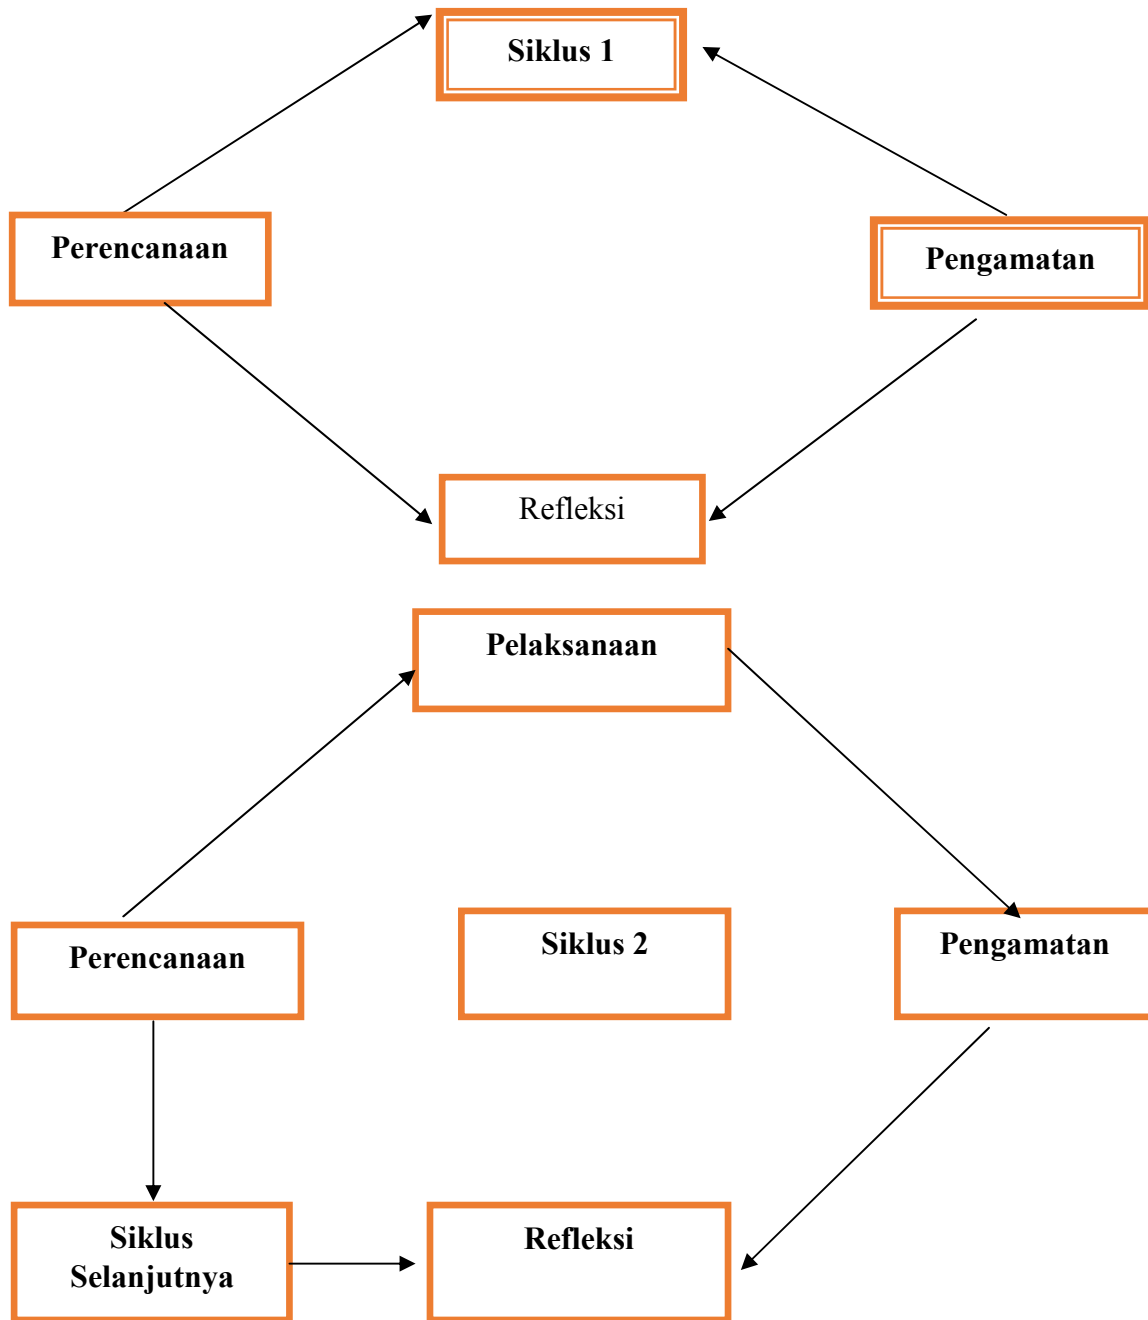 Siklus 1
Perencanaan
Pengamatan
Refleksi
Pelaksanaan
Perencanaan
Siklus 2
Pengamatan
Siklus
Selanjutnya
Refleksi